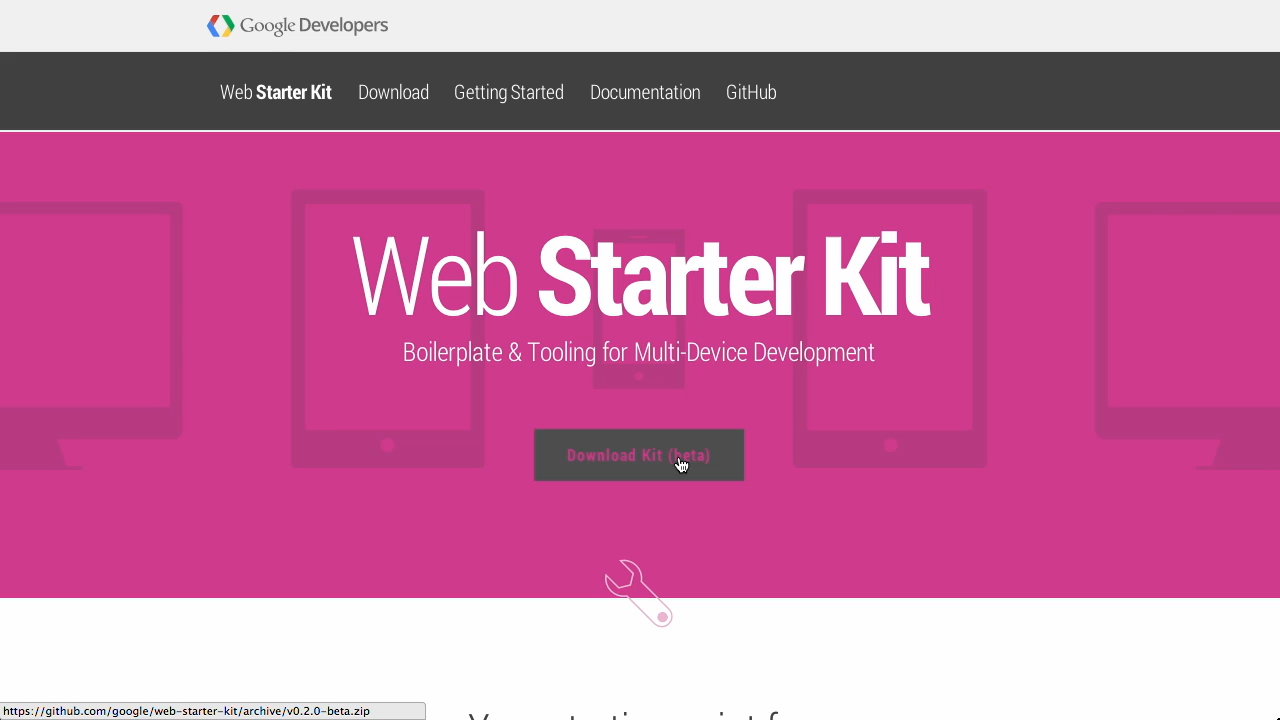 Google Developers
Web Starter Kit Download Getting Started Documentation GitHub
Web Starter Kit
Boilerplate & Tooling for Multi-Device Development
Download Kit (beta)
https://github.com/google/web-starter-kit/archive/v0.2.0-beta.zip